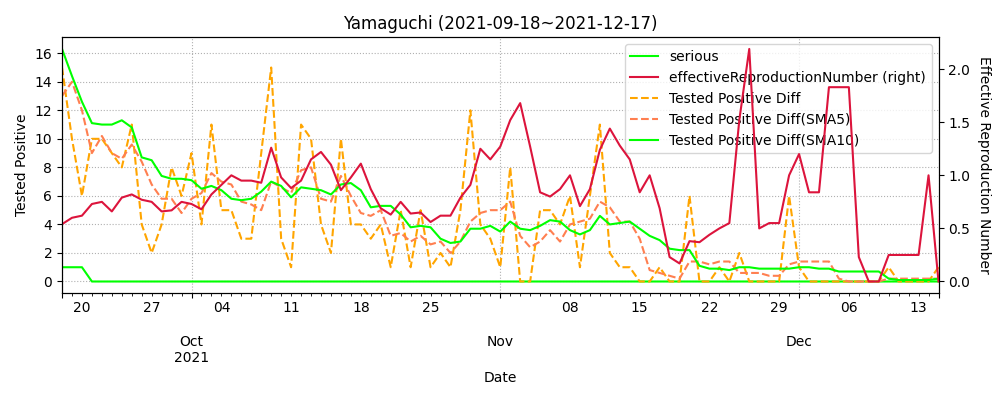 Yamaguchi (2021-09-18~2021-12-17)
serious
effectiveReproductionNumber (right)
Tested Positive Diff
Tested Positive Diff(SMA5)
Tested Positive Diff(SMA10)
Tested Positive
16
14
12
10
8
6
4
2
0
2.0
1.5
1.0
0.5
0.0
Effective Reproduction Number
20 27 04 11 18 25 08 15 22 29 06 13
Oct Nov Dec
2021
Date